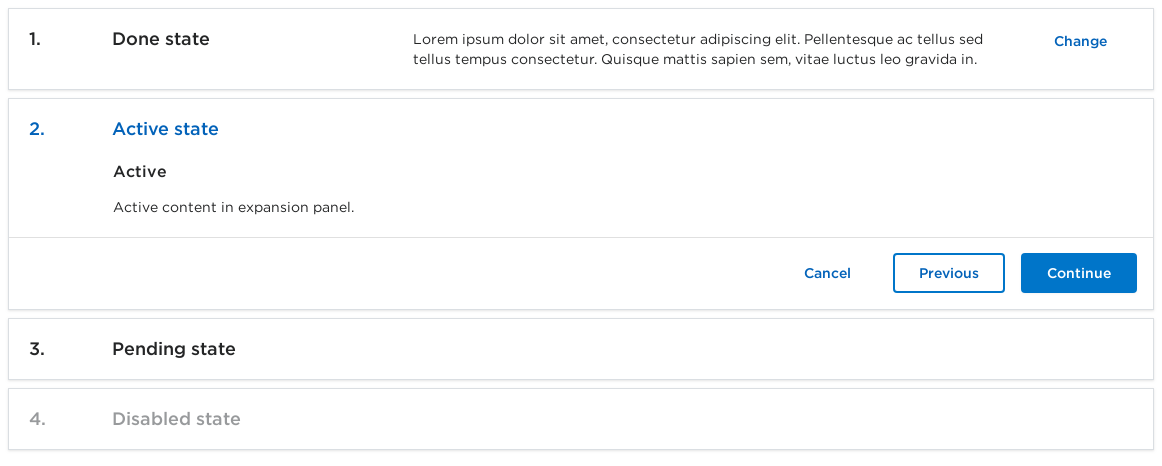 1. Done state Lorem ipsum dolor sit amet, consectetur adipiscing elit. Pellentesque ac tellus sed Change
tellus tempus consectetur. Quisque mattis sapien sem, vitae luctus leo gravida in.
2. Active state
Active
Active content in expansion panel.
Cancel Previous Continue
3. Pending state
4. Disabled state